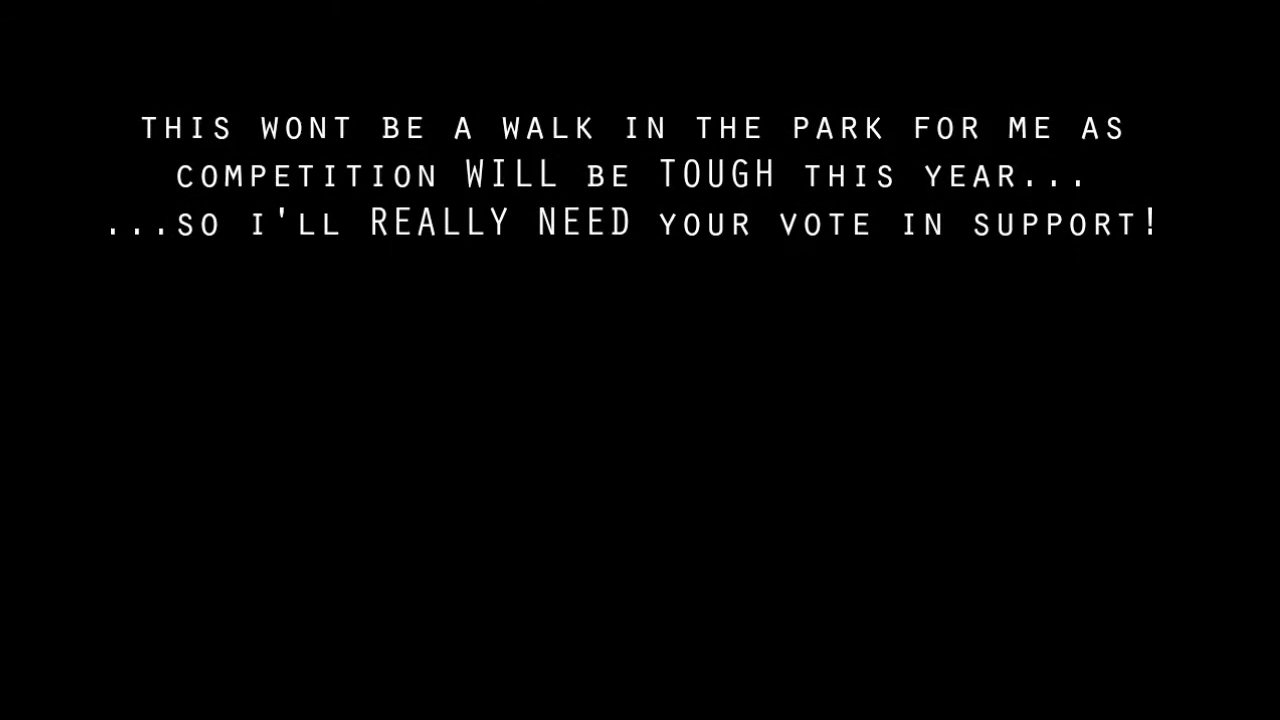 THIS WONT BE A WALK IN THE PARK FOR ME AS
COMPETITION WILL BE TOUGH THIS YEAR...
...SO I'LL REALLY NEED YOUR VOTE IN SUPPORT!